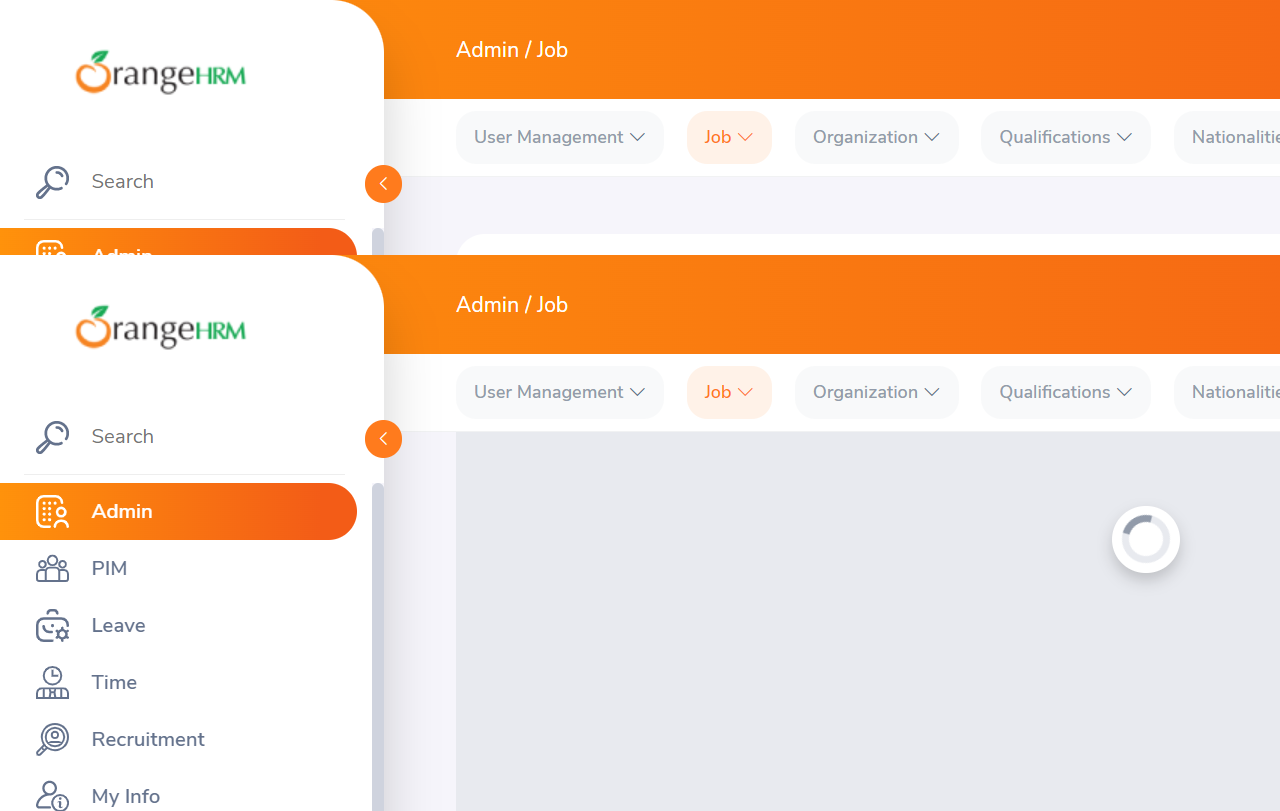 OrangeHRM
Admin / Job
User Management
Job
Organization
Qualifications
Nationalitie
Search
Admin
OrangeHRM
Admin / Job
User Management
Job
Organization
Qualifications
Nationalitie
Search
Admin
PIM
Leave
Time
Recruitment
My Info